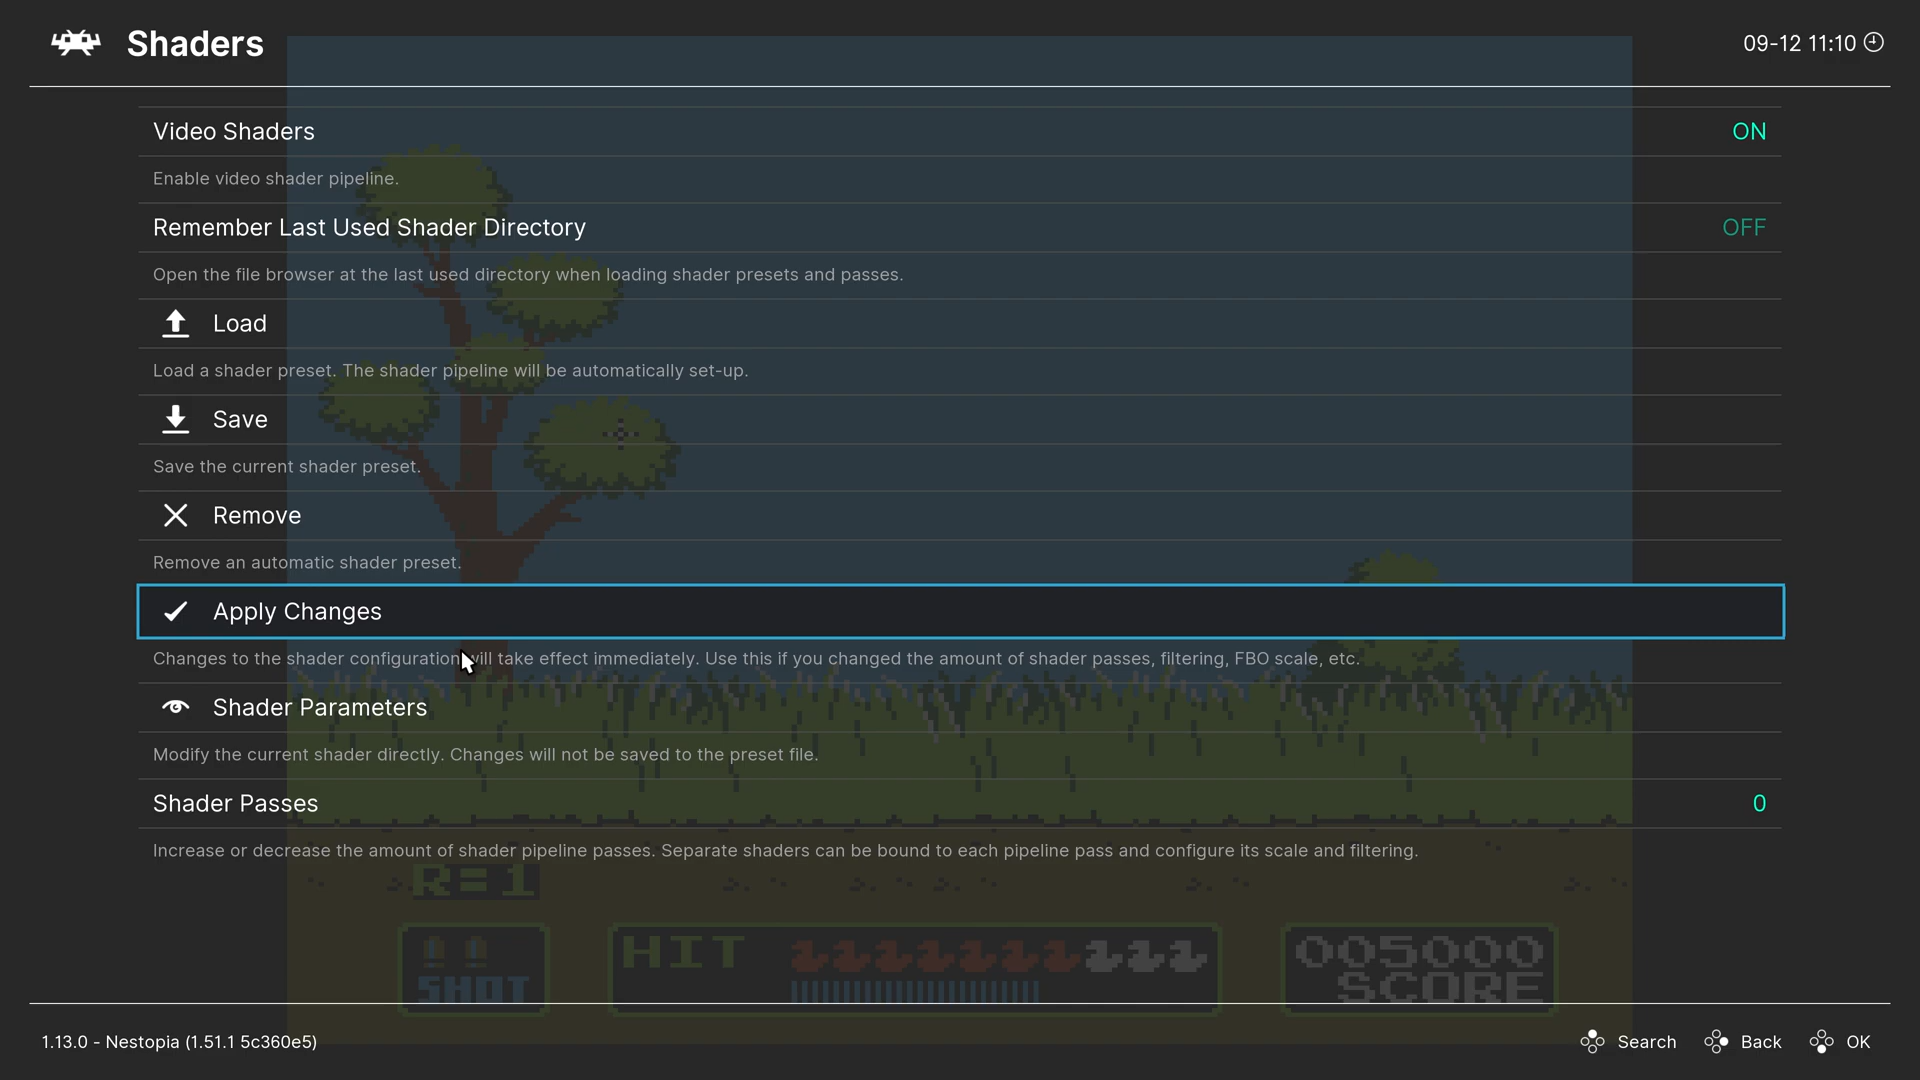 Shaders
09-12 11:10
Video Shaders ON
Enable video shader pipeline.
Remember Last Used Shader Directory OFF
Open the file browser at the last used directory when loading shader presets and passes.
Load
Load a shader preset. The shader pipeline will be automatically set-up.
Save
Save the current shader preset.
Remove
Remove an automatic shader preset.
Apply Changes
Changes to the shader configuration will take effect immediately. Use this if you changed the amount of shader passes, filtering, FBO scale, etc.
Shader Parameters
Modify the current shader directly. Changes will not be saved to the preset file.
Shader Passes 0
Increase or decrease the amount of shader pipeline passes. Separate shaders can be bound to each pipeline pass and configure its scale and filtering.
R=1
HIT 005000
SHOT SCORE
1.13.0 - Nestopia (1.51.1 5c360e5) Search Back OK